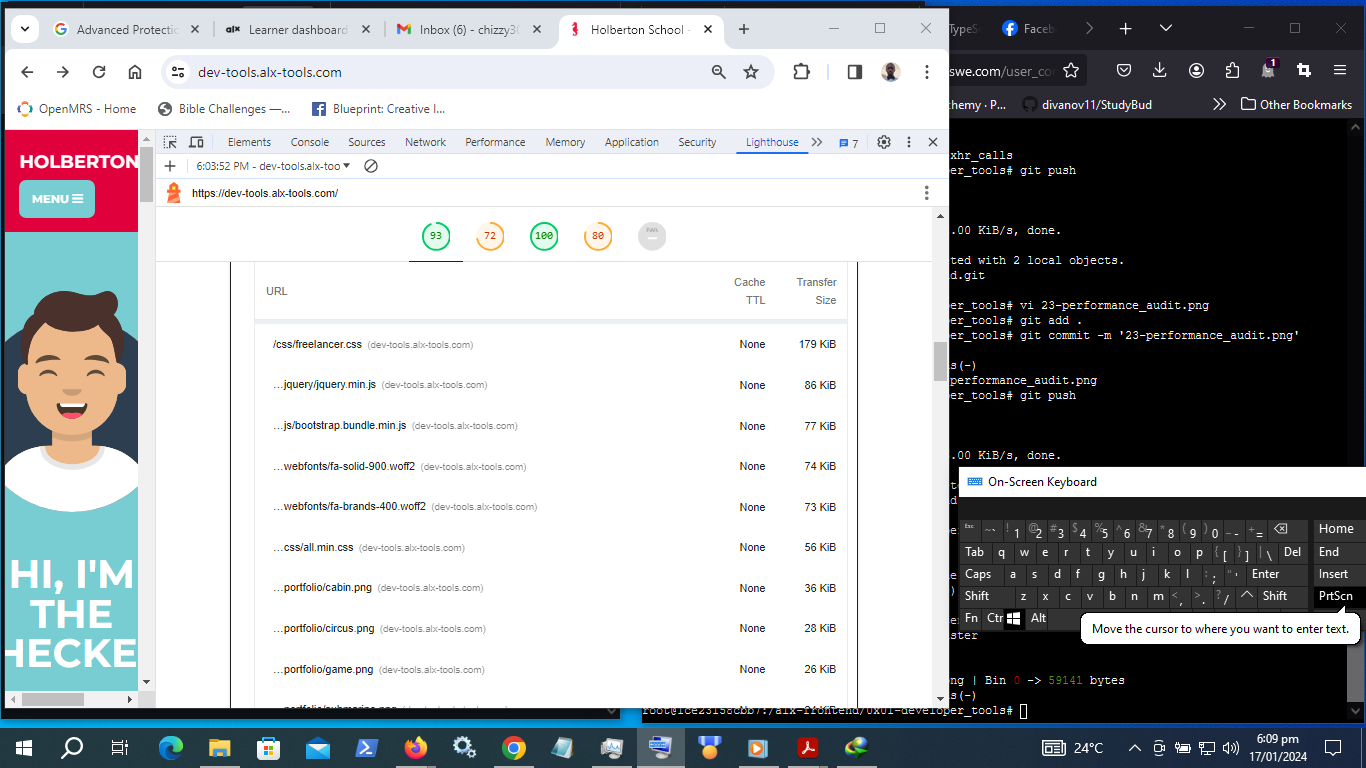 Advanced Protectic
Learner dashboard
Inbox (6) - chizzy30
Holberton School -
dev-tools.alx-tools.com
OpenMRS - Home
Bible Challenges —...
Blueprint: Creative I...
HOLBERTON
MENU
HI, I'M
THE
HECKE
Elements
Console
Sources
Network
Performance
Memory
Application
Security
Lighthouse
7
6:03:52 PM - dev-tools.alx-too
https://dev-tools.alx-tools.com/
93
72
100
80
PWA
URL
Cache
TTL
Transfer
Size
/css/freelancer.css (dev-tools.alx-tools.com) None 179 KiB
…jquery/jquery.min.js (dev-tools.alx-tools.com) None 86 KiB
…js/bootstrap.bundle.min.js (dev-tools.alx-tools.com) None 77 KiB
…webfonts/fa-solid-900.woff2 (dev-tools.alx-tools.com) None 74 KiB
…webfonts/fa-brands-400.woff2 (dev-tools.alx-tools.com) None 73 KiB
…css/all.min.css (dev-tools.alx-tools.com) None 56 KiB
…portfolio/cabin.png (dev-tools.alx-tools.com) None 36 KiB
…portfolio/circus.png (dev-tools.alx-tools.com) None 28 KiB
…portfolio/game.png (dev-tools.alx-tools.com) None 26 KiB
TypeS
Faceb
1
swe.com/user_co
chemy · P...
divanov11/StudyBud
Other Bookmarks
xhr_calls
er_tools# git push
.00 KiB/s, done.
ted with 2 local objects.
d.git
er_tools# vi 23-performance_audit.png
er_tools# git add .
er_tools# git commit -m '23-performance_audit.png'
s(-)
performance_audit.png
er_tools# git push
.00 KiB/s, done.
On-Screen Keyboard
Esc ~ ` ! 1 @ 2 # 3 $ 4 % 5 ^ 6 & 7 * 8 ( 9 ) 0 _ - + = Home
Tab q w e r t y u i o p { [ } ] | \ Del End
Caps a s d f g h j k l : ; " ' Enter Insert
Shift z x c v b n m < , > . ? / Shift PrtScn
Fn Ctr Alt
Move the cursor to where you want to enter text.
ster
ng | Bin 0 -> 59141 bytes
s(-)
root@1ce23158cbb7:/alx-frontend/0x01-developer_tools#
24°C
6:09 pm
17/01/2024